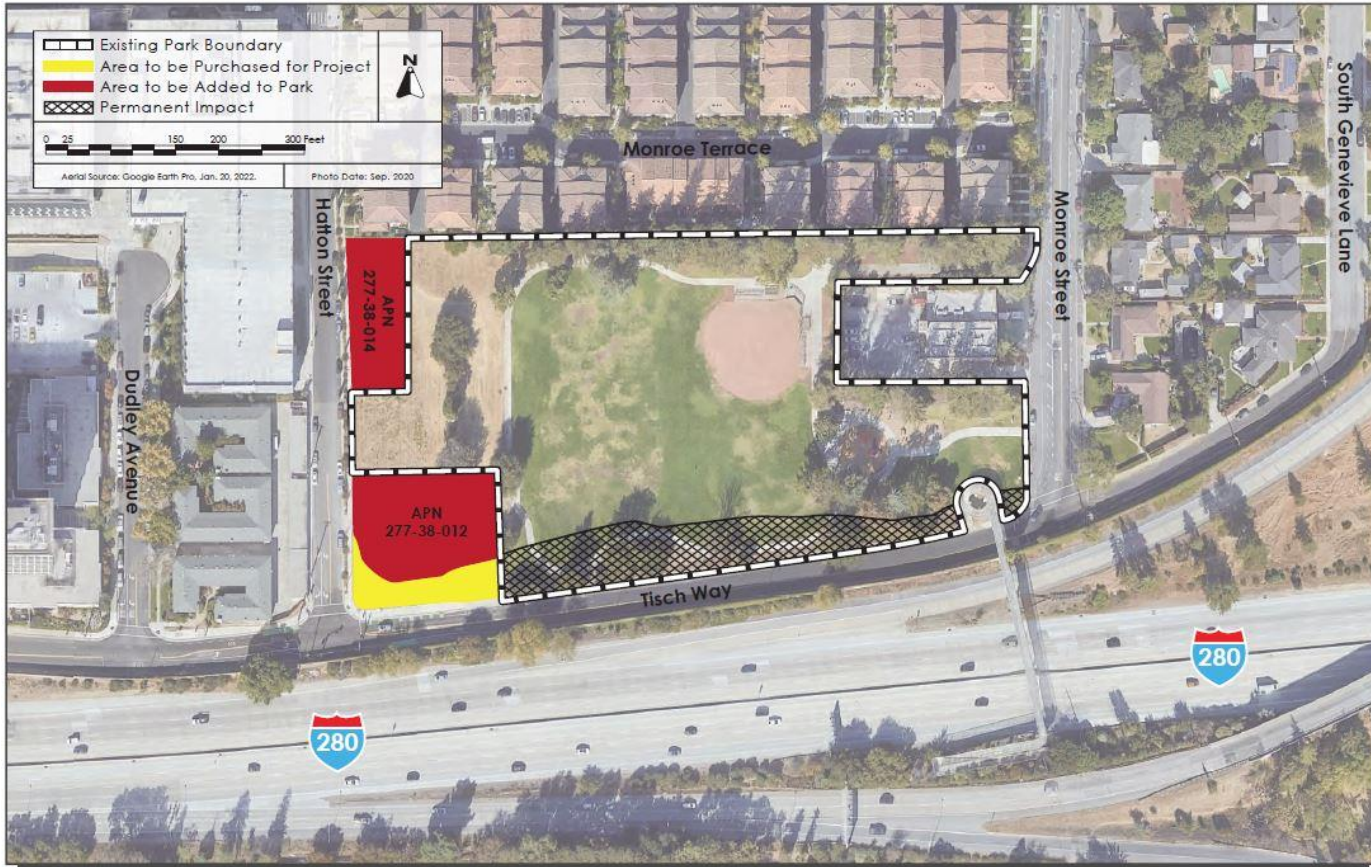 Existing Park Boundary
Area to be Purchased for Project
Area to be Added to Park
Permanent Impact
N
0 25 150 200 300 Feet
Aerial Source: Google Earth Pro, Jan. 20, 2022.
Photo Date: Sep. 2020
Monroe Terrace
Hatton Street
Monroe Street
South Genevieve Lane
APN
277-38-014
Dudley Avenue
APN
277-38-012
Tisch Way
280
280